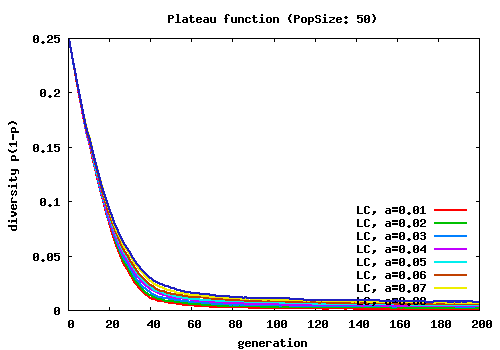 Plateau function (PopSize: 50)
0.25
0.2
0.15
0.1
0.05
0
diversity p(1-p)
LC, a=0.01
LC, a=0.02
LC, a=0.03
LC, a=0.04
LC, a=0.05
LC, a=0.06
LC, a=0.07
LC, a=0.08
0 20 40 60 80 100 120 140 160 180 200
generation